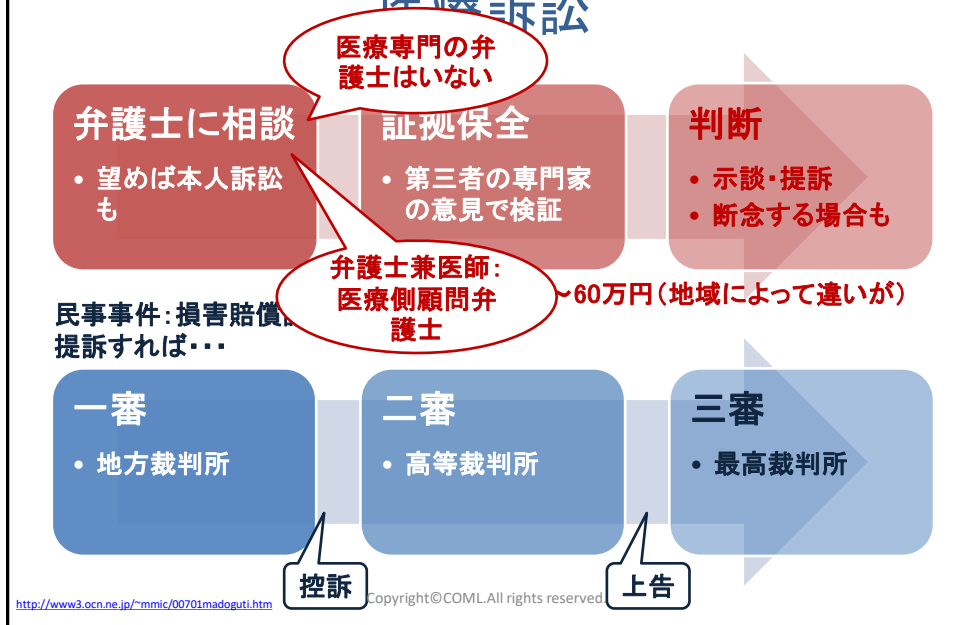 医療訴訟
医療専門の弁
護士はいない
弁護士に相談
• 望めば本人訴訟
も
証拠保全
• 第三者の専門家
の意見で検証
判断
• 示談・提訴
• 断念する場合も
弁護士兼医師：
医療側顧問弁
護士
~60万円（地域によって違いが）
民事事件：損害賠償
提訴すれば・・・
一審
• 地方裁判所
二審
• 高等裁判所
三審
• 最高裁判所
控訴
上告
http://www3.ocn.ne.jp/~mmic/00701madoguti.htm
Copyright©COML.All rights reserved.